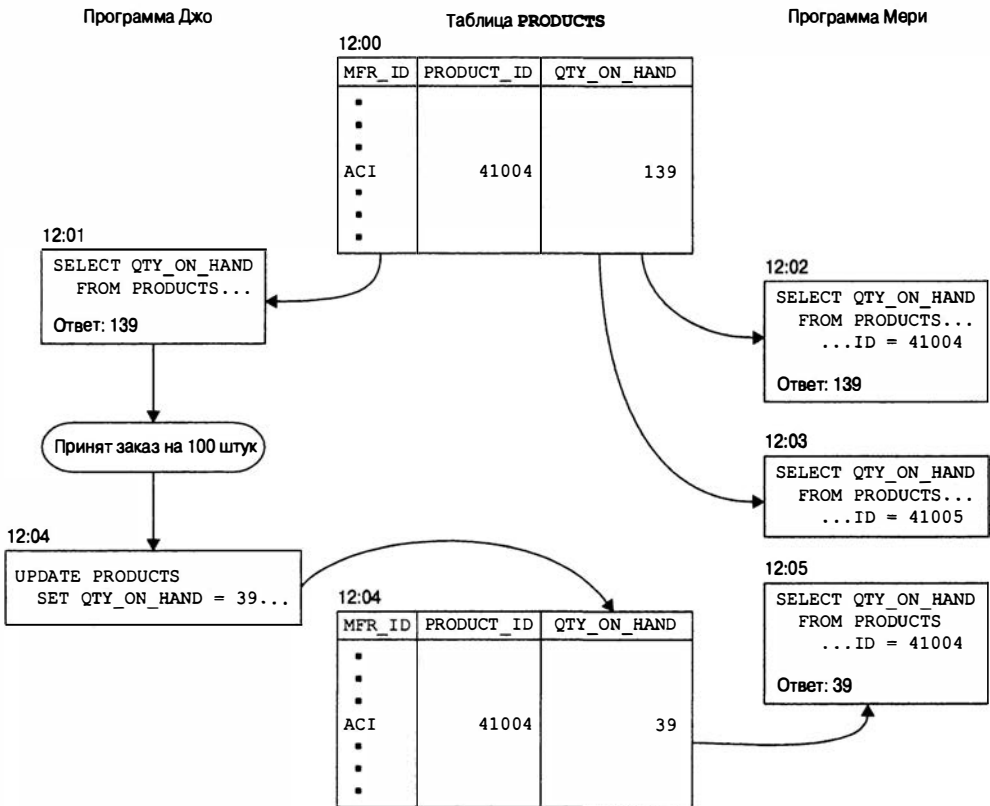 Программа Джо
Таблица PRODUCTS
Программа Мери
12:00
MFR_ID PRODUCT_ID QTY_ON_HAND
ACI 41004 139
12:01
SELECT QTY_ON_HAND
FROM PRODUCTS...
Ответ: 139
12:02
SELECT QTY_ON_HAND
FROM PRODUCTS...
...ID = 41004
Ответ: 139
Принят заказ на 100 штук
12:03
SELECT QTY_ON_HAND
FROM PRODUCTS...
...ID = 41005
12:04
UPDATE PRODUCTS
SET QTY_ON_HAND = 39...
12:04
MFR_ID PRODUCT_ID QTY_ON_HAND
ACI 41004 39
12:05
SELECT QTY_ON_HAND
FROM PRODUCTS
...ID = 41004
Ответ: 39